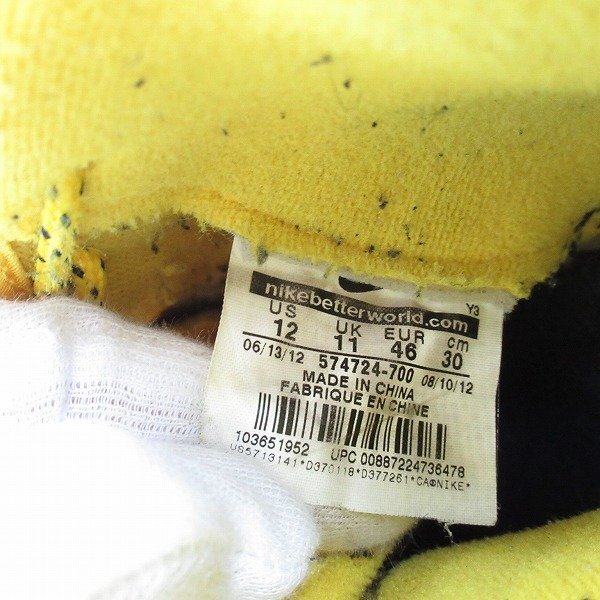 Y3
nikebetterworld.com
US UK EUR cm
12 11 46 30
06/13/12 574724-700 08/10/12
MADE IN CHINA
FABRIQUE EN CHINE
103651952 UPC 00887224736478
US5713141*D370118*D377261*CA®NIKE*